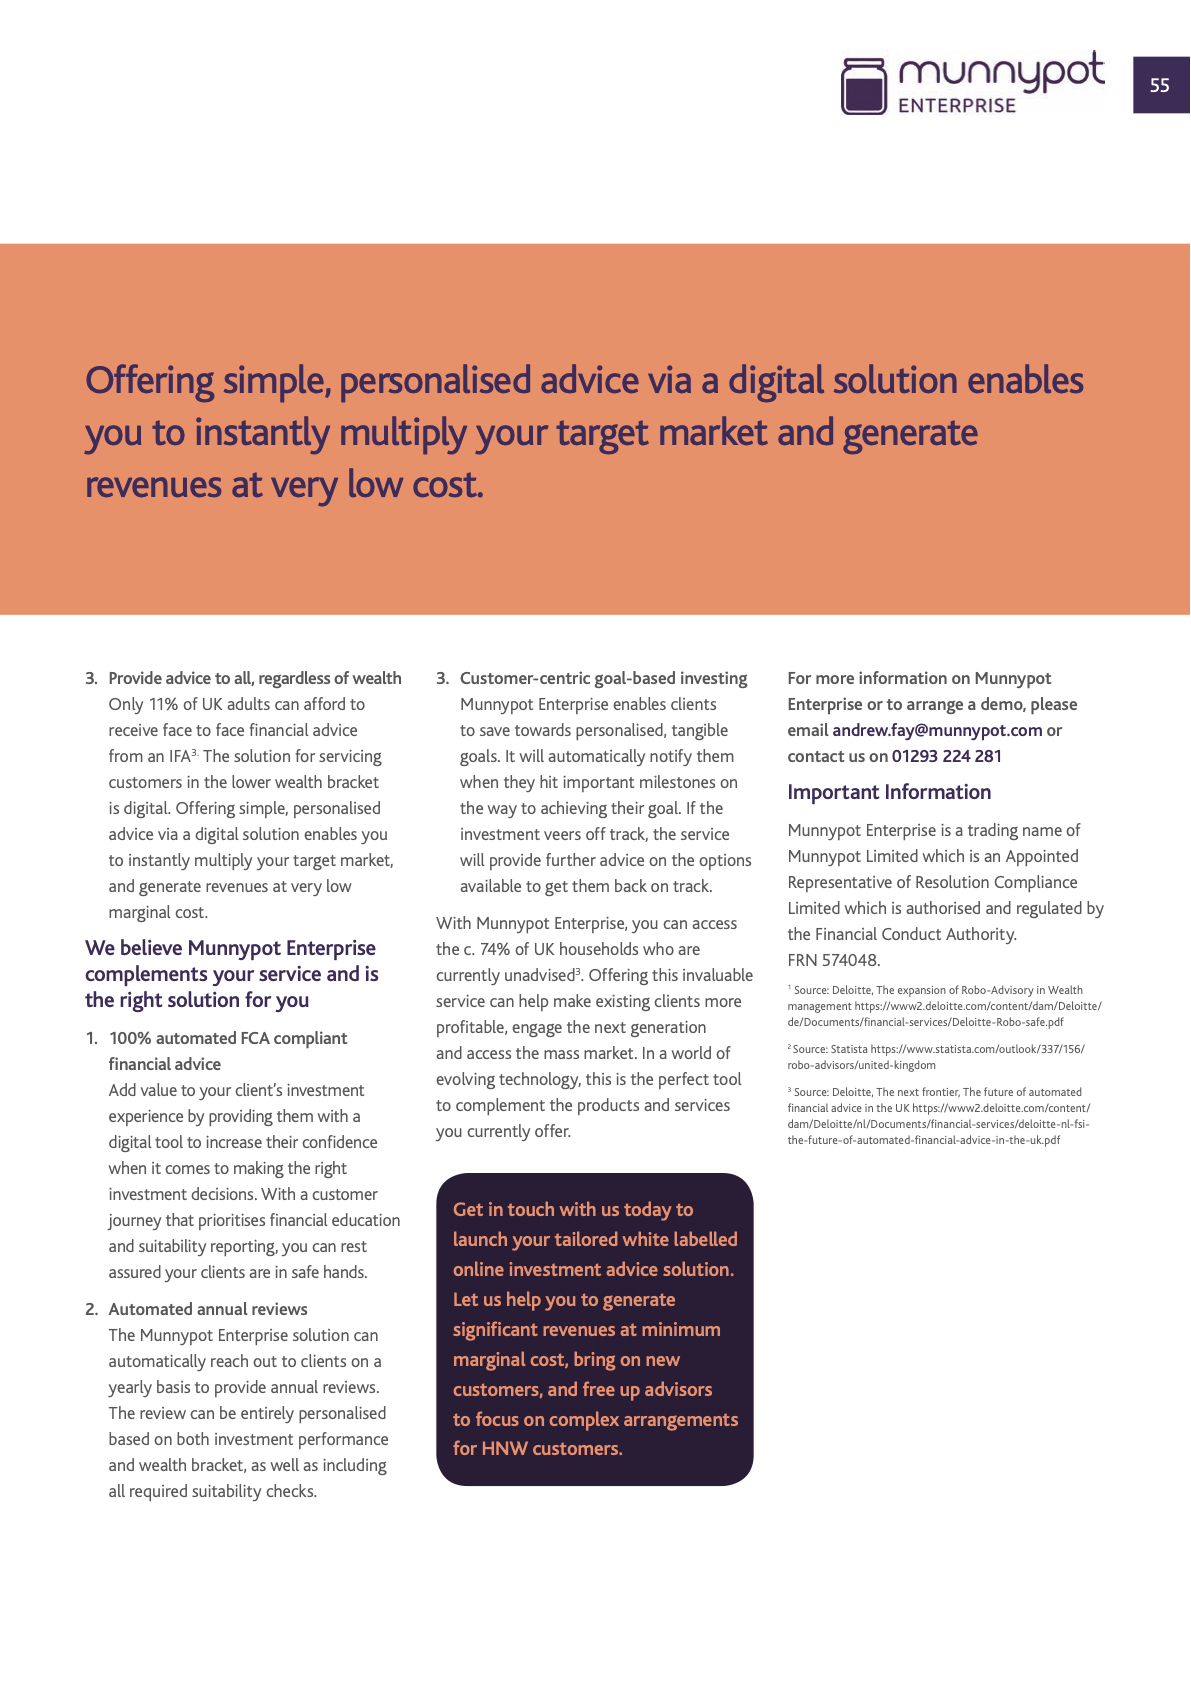 munnypot
ENTERPRISE
55
Offering simple, personalised advice via a digital solution enables
you to instantly multiply your target market and generate
revenues at very low cost.
3. Provide advice to all, regardless of wealth
Only 11% of UK adults can afford to
receive face to face financial advice
from an IFA³· The solution for servicing
customers in the lower wealth bracket
is digital. Offering simple, personalised
advice via a digital solution enables you
to instantly multiply your target market,
and generate revenues at very low
marginal cost.
We believe Munnypot Enterprise
complements your service and is
the right solution for you
1. 100% automated FCA compliant
financial advice
Add value to your client’s investment
experience by providing them with a
digital tool to increase their confidence
when it comes to making the right
investment decisions. With a customer
journey that prioritises financial education
and suitability reporting, you can rest
assured your clients are in safe hands.
2. Automated annual reviews
The Munnypot Enterprise solution can
automatically reach out to clients on a
yearly basis to provide annual reviews.
The review can be entirely personalised
based on both investment performance
and wealth bracket, as well as including
all required suitability checks.
3. Customer-centric goal-based investing
Munnypot Enterprise enables clients
to save towards personalised, tangible
goals. It will automatically notify them
when they hit important milestones on
the way to achieving their goal. If the
investment veers off track, the service
will provide further advice on the options
available to get them back on track.
With Munnypot Enterprise, you can access
the c. 74% of UK households who are
currently unadvised³. Offering this invaluable
service can help make existing clients more
profitable, engage the next generation
and access the mass market. In a world of
evolving technology, this is the perfect tool
to complement the products and services
you currently offer.
Get in touch with us today to
launch your tailored white labelled
online investment advice solution.
Let us help you to generate
significant revenues at minimum
marginal cost, bring on new
customers, and free up advisors
to focus on complex arrangements
for HNW customers.
For more information on Munnypot
Enterprise or to arrange a demo, please
email andrew.fay@munnypot.com or
contact us on 01293 224 281
Important Information
Munnypot Enterprise is a trading name of
Munnypot Limited which is an Appointed
Representative of Resolution Compliance
Limited which is authorised and regulated by
the Financial Conduct Authority.
FRN 574048.
¹ Source: Deloitte, The expansion of Robo-Advisory in Wealth
management https://www2.deloitte.com/content/dam/Deloitte/
de/Documents/financial-services/Deloitte-Robo-safe.pdf
² Source: Statista https://www.statista.com/outlook/337/156/
robo-advisors/united-kingdom
³ Source: Deloitte, The next frontier, The future of automated
financial advice in the UK https://www2.deloitte.com/content/
dam/Deloitte/nl/Documents/financial-services/deloitte-nl-fsi-
the-future-of-automated-financial-advice-in-the-uk.pdf